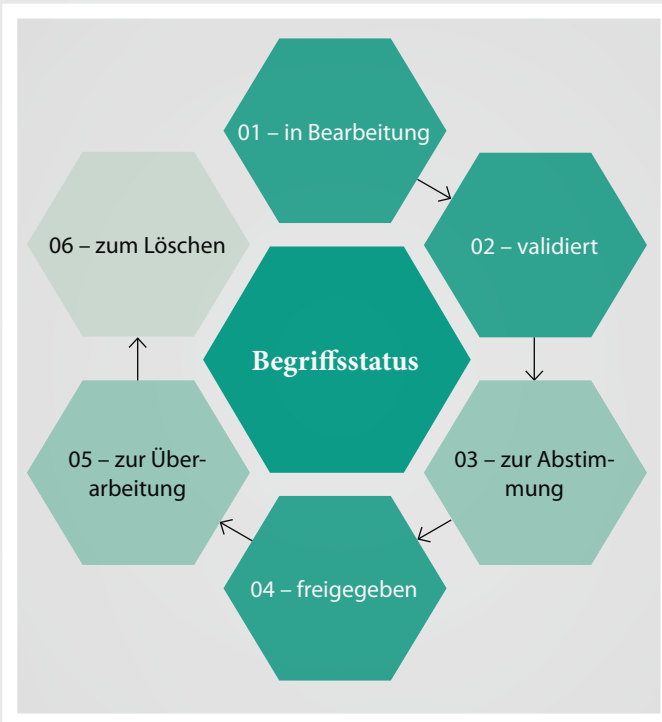 01 – in Bearbeitung
02 – validiert
03 – zur Abstim-
mung
04 – freigegeben
05 – zur Über-
arbeitung
06 – zum Löschen
Begriffsstatus